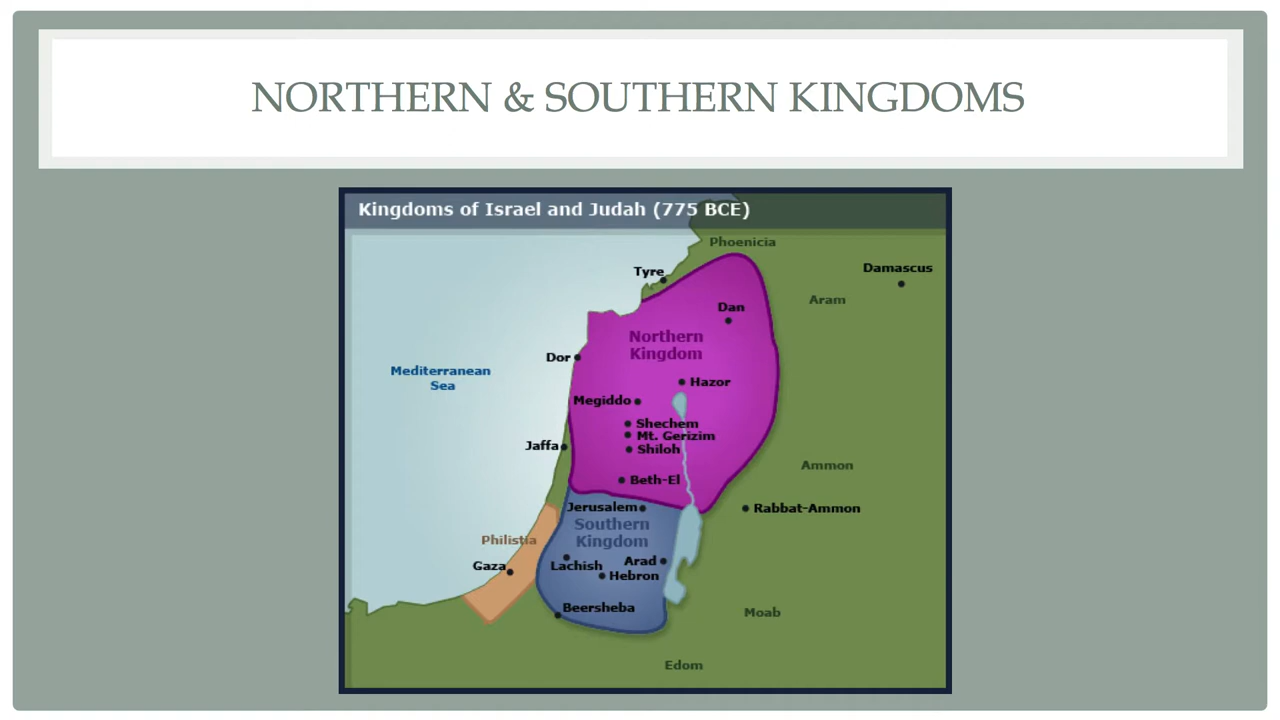 NORTHERN & SOUTHERN KINGDOMS
Kingdoms of Israel and Judah (775 BCE)
Phoenicia
Tyre
Damascus
Aram
Dan
Northern
Kingdom
Dor
Mediterranean
Sea
Hazor
Megiddo
Shechem
Mt. Gerizim
Jaffa
Shiloh
Ammon
Beth-El
Jerusalem
Rabbat-Ammon
Southern
Kingdom
Philistia
Gaza
Lachish
Arad
Hebron
Beersheba
Moab
Edom